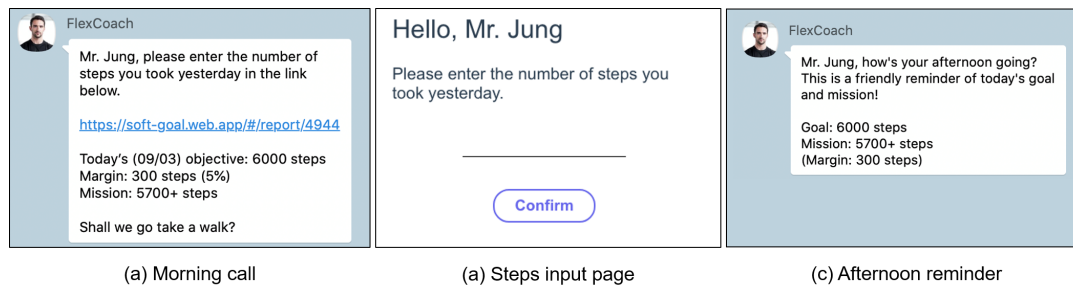 FlexCoach
Mr. Jung, please enter the number of
steps you took yesterday in the link
below.
https://soft-goal.web.app/#/report/4944
Today's (09/03) objective: 6000 steps
Margin: 300 steps (5%)
Mission: 5700+ steps
Shall we go take a walk?
(a) Morning call
Hello, Mr. Jung
Please enter the number of steps you
took yesterday.
Confirm
(a) Steps input page
FlexCoach
Mr. Jung, how's your afternoon going?
This is a friendly reminder of today's goal
and mission!
Goal: 6000 steps
Mission: 5700+ steps
(Margin: 300 steps)
(c) Afternoon reminder